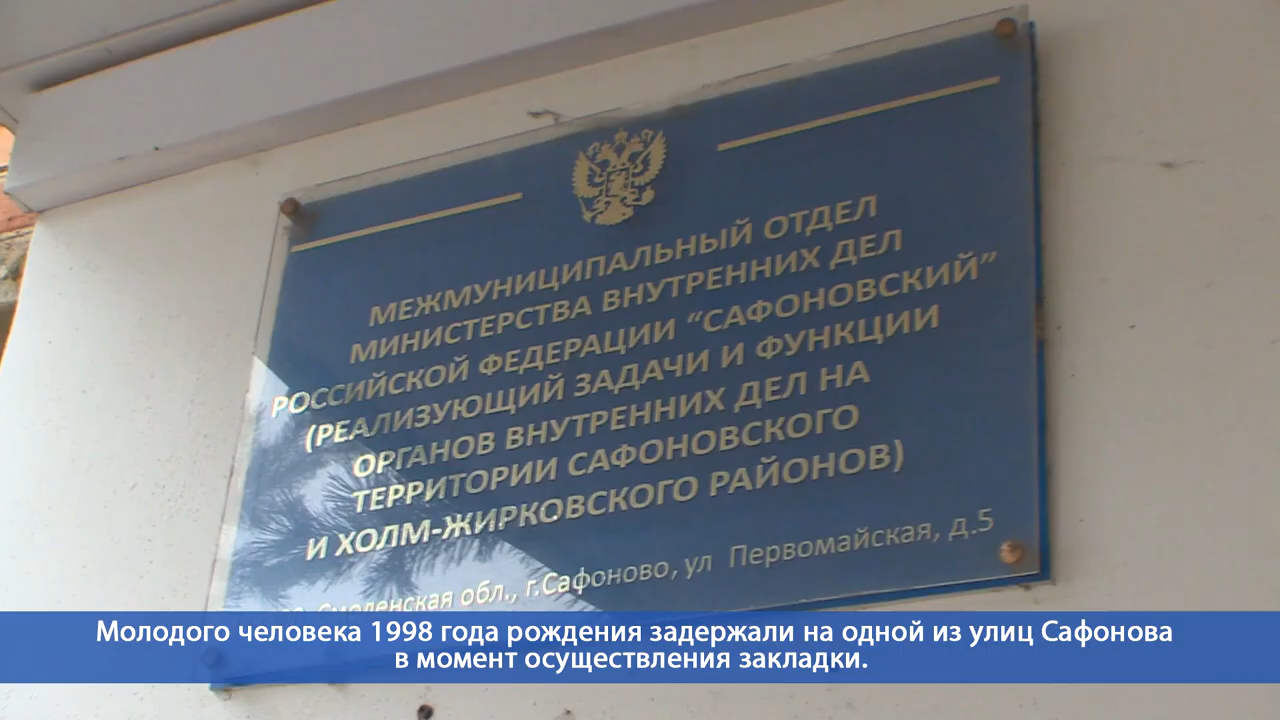 МЕЖМУНИЦИПАЛЬНЫЙ ОТДЕЛ
МИНИСТЕРСТВА ВНУТРЕННИХ ДЕЛ
РОССИЙСКОЙ ФЕДЕРАЦИИ “САФОНОВСКИЙ”
(РЕАЛИЗУЮЩИЙ ЗАДАЧИ И ФУНКЦИИ
ОРГАНОВ ВНУТРЕННИХ ДЕЛ НА
ТЕРРИТОРИИ САФОНОВСКОГО
И ХОЛМ-ЖИРКОВСКОГО РАЙОНОВ)
Смоленская обл., г.Сафоново, ул Первомайская, д.5
Молодого человека 1998 года рождения задержали на одной из улиц Сафонова
в момент осуществления закладки.